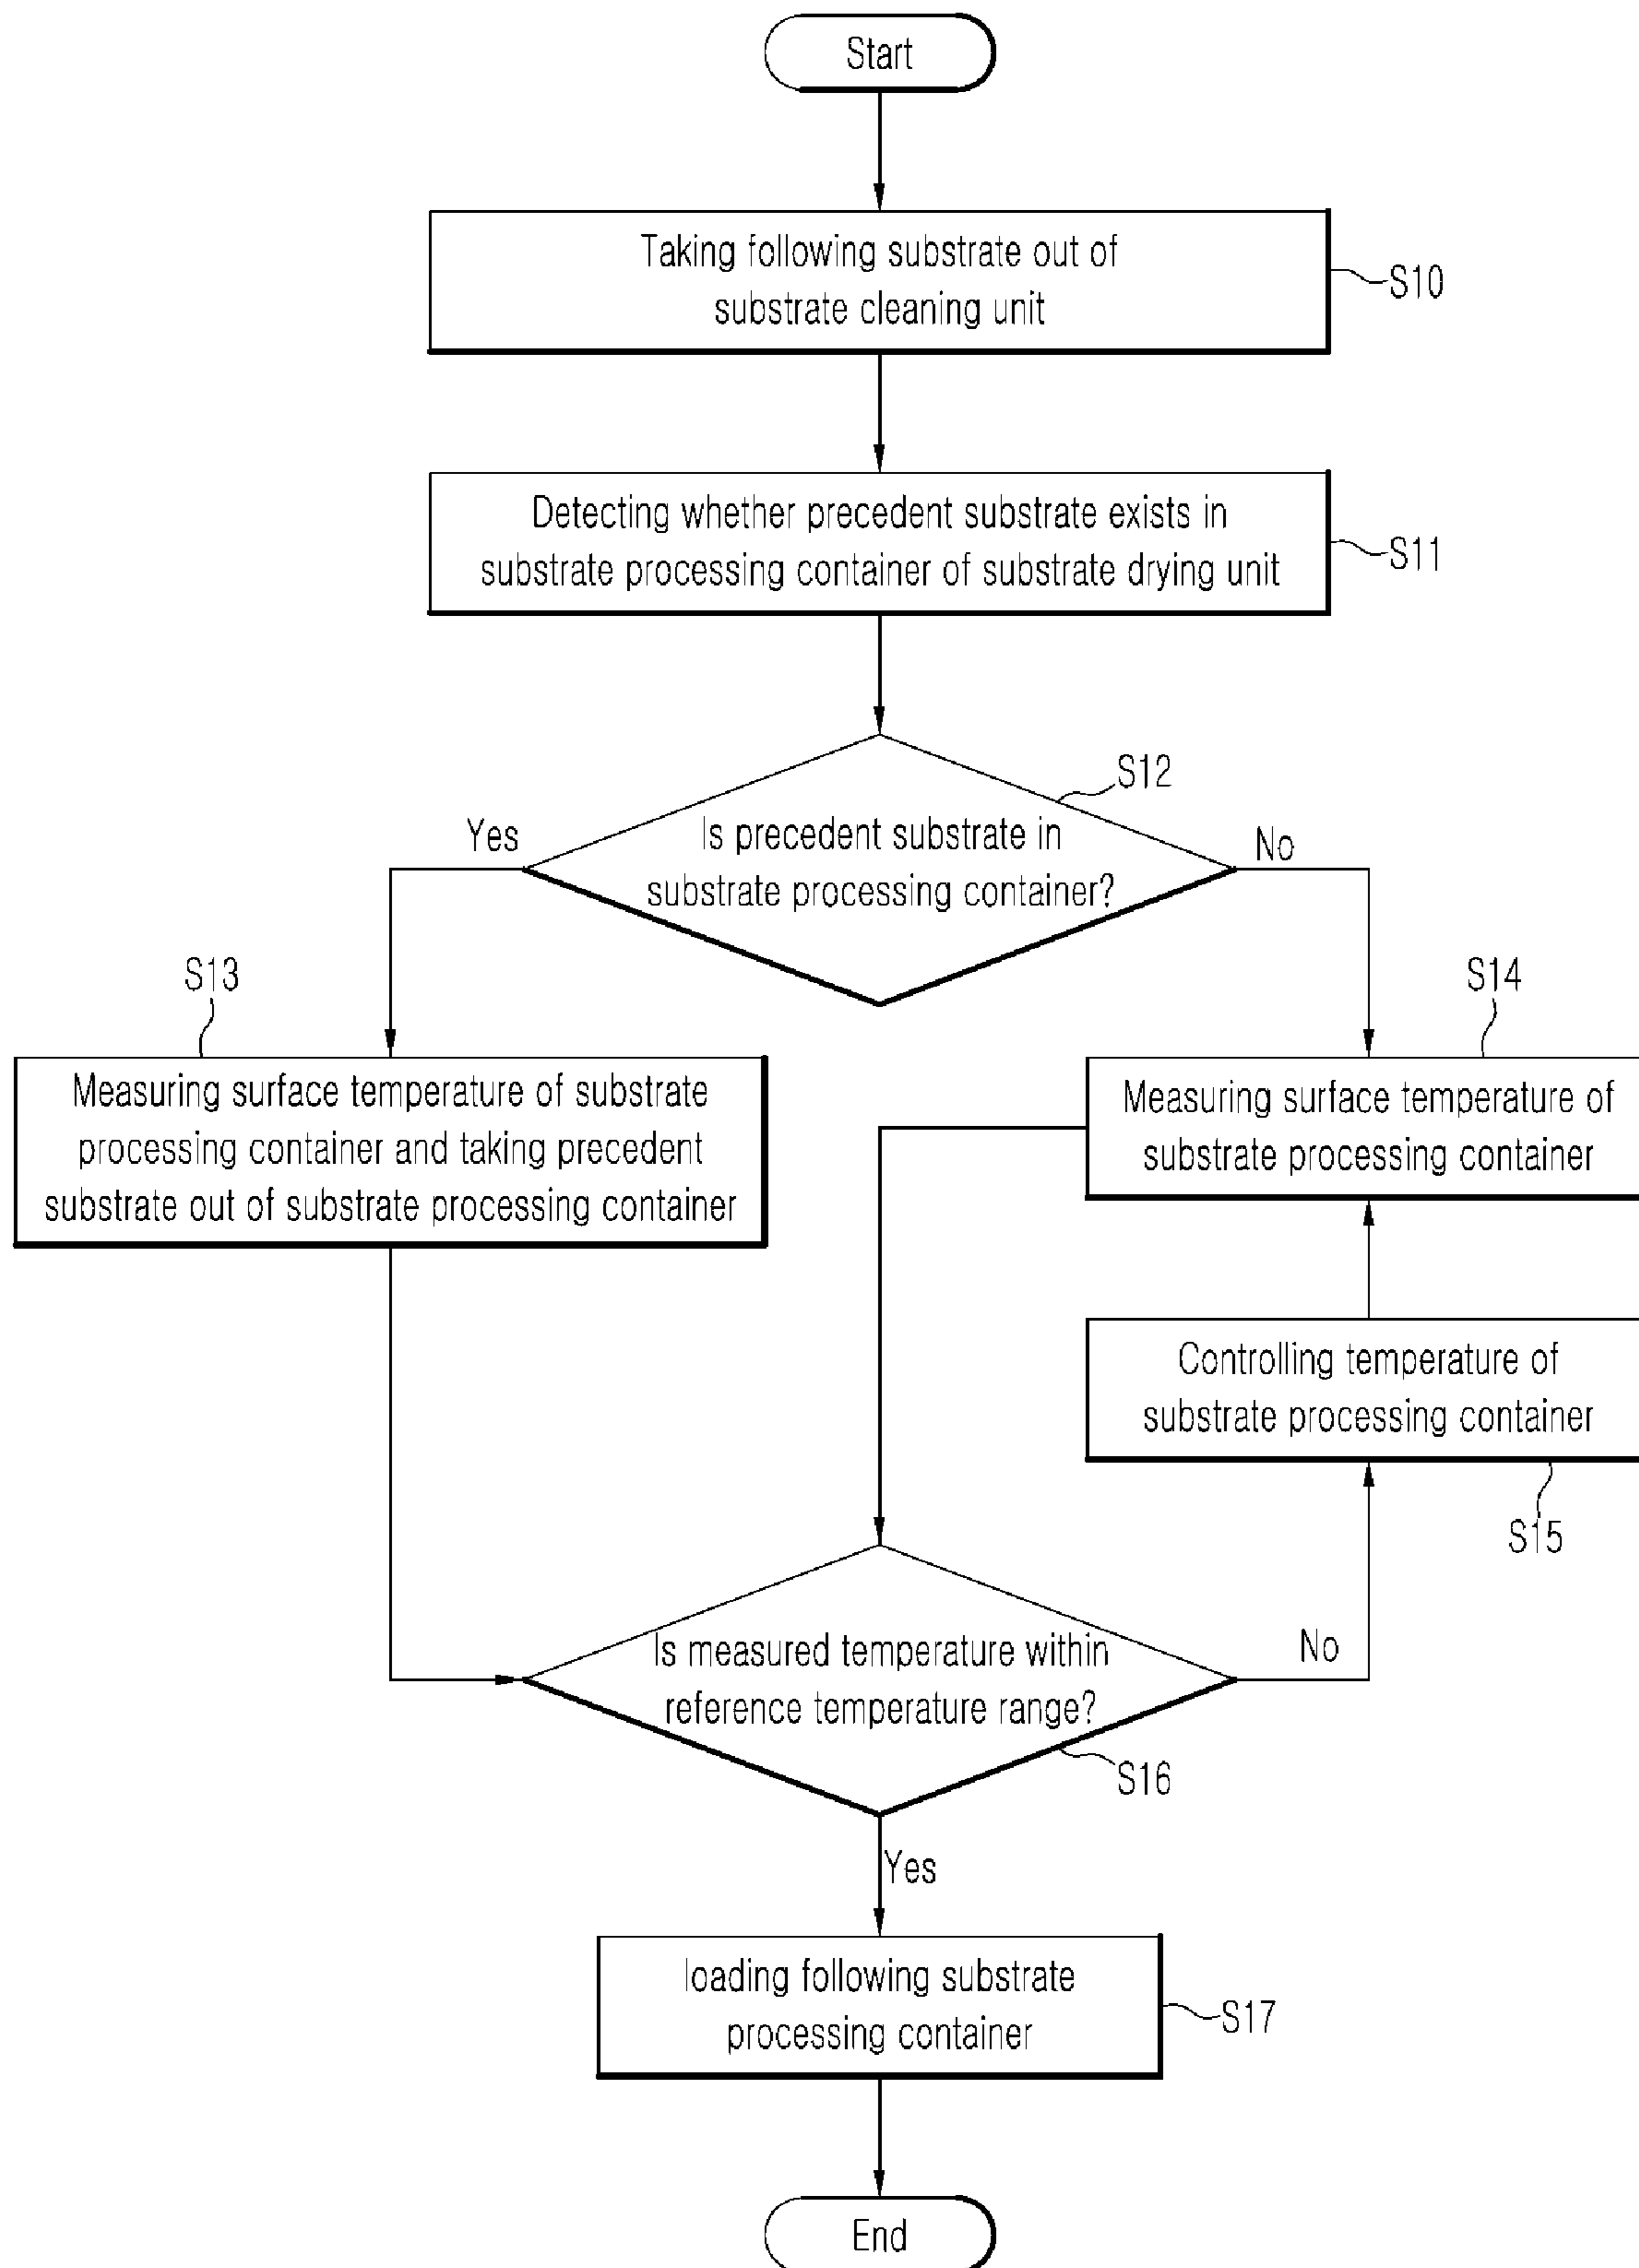 Start
Taking following substrate out of
substrate cleaning unit
S10
Detecting whether precedent substrate exists in
substrate processing container of substrate drying unit
S11
S12
Is precedent substrate in
substrate processing container?
Yes
No
S13
Measuring surface temperature of substrate
processing container and taking precedent
substrate out of substrate processing container
S14
Measuring surface temperature of
substrate processing container
Controlling temperature of
substrate processing container
S15
Is measured temperature within
reference temperature range?
No
S16
Yes
loading following substrate
processing container
S17
End